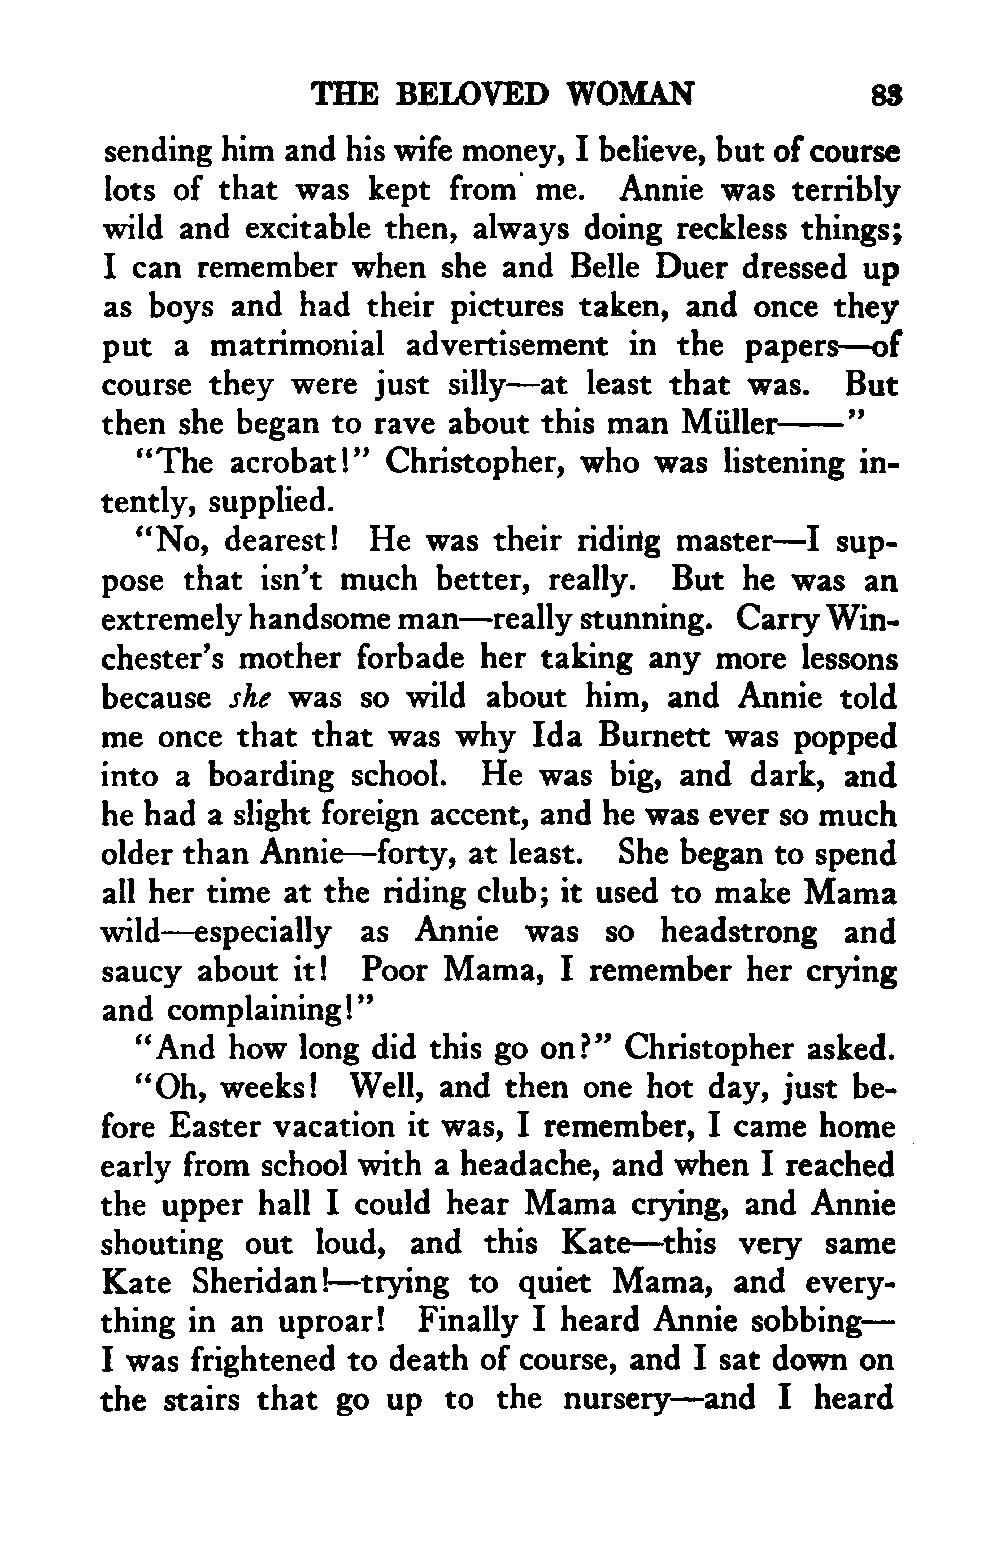 THE BELOVED WOMAN 83
sending him and his wife money, I believe, but of course
lots of that was kept from me. Annie was terribly
wild and excitable then, always doing reckless things;
I can remember when she and Belle Duer dressed up
as boys and had their pictures taken, and once they
put a matrimonial advertisement in the papers—of
course they were just silly—at least that was. But
then she began to rave about this man Müller——"
"The acrobat!" Christopher, who was listening in-
tently, supplied.
"No, dearest! He was their riding master—I sup-
pose that isn't much better, really. But he was an
extremely handsome man—really stunning. Carry Win-
chester's mother forbade her taking any more lessons
because she was so wild about him, and Annie told
me once that that was why Ida Burnett was popped
into a boarding school. He was big, and dark, and
he had a slight foreign accent, and he was ever so much
older than Annie—forty, at least. She began to spend
all her time at the riding club; it used to make Mama
wild—especially as Annie was so headstrong and
saucy about it! Poor Mama, I remember her crying
and complaining!"
"And how long did this go on?" Christopher asked.
"Oh, weeks! Well, and then one hot day, just be-
fore Easter vacation it was, I remember, I came home
early from school with a headache, and when I reached
the upper hall I could hear Mama crying, and Annie
shouting out loud, and this Kate—this very same
Kate Sheridan!—trying to quiet Mama, and every-
thing in an uproar! Finally I heard Annie sobbing—
I was frightened to death of course, and I sat down on
the stairs that go up to the nursery—and I heard